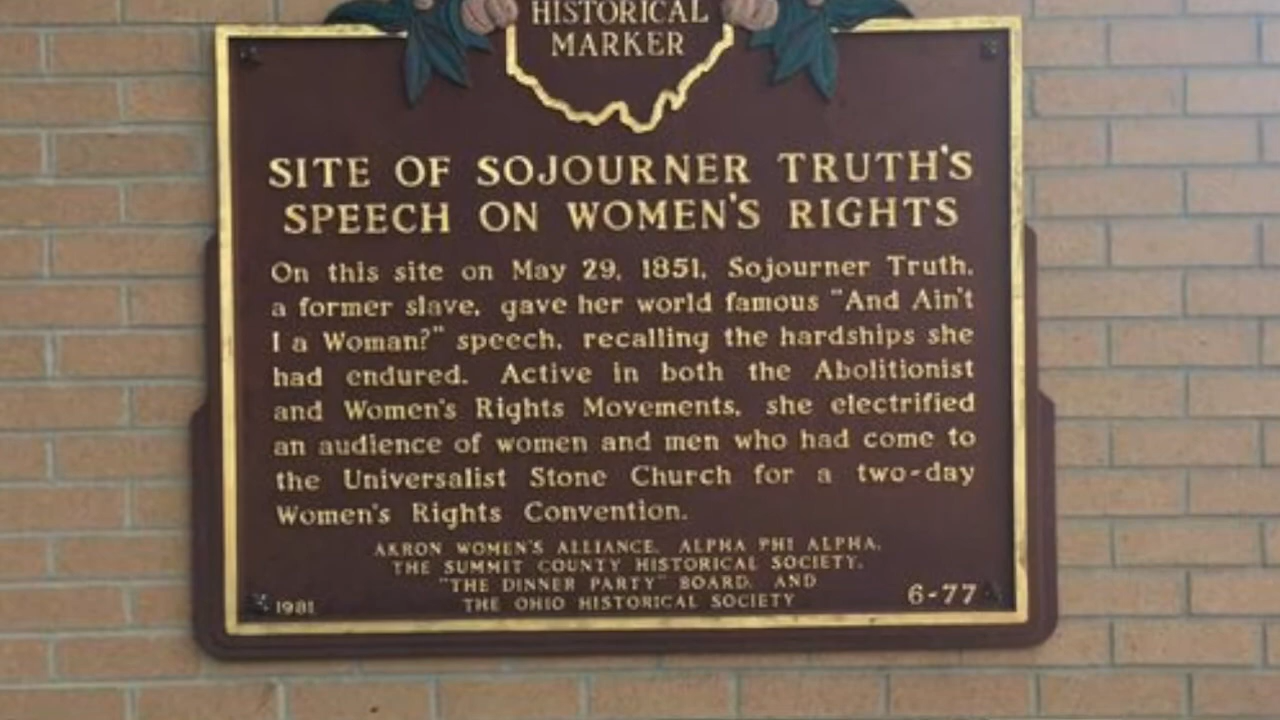 HISTORICAL
MARKER
SITE OF SOJOURNER TRUTH'S
SPEECH ON WOMEN'S RIGHTS
On this site on May 29, 1851, Sojourner Truth,
a former slave, gave her world famous "And Ain't
I a Woman?" speech, recalling the hardships she
had endured. Active in both the Abolitionist
and Women's Rights Movements, she electrified
an audience of women and men who had come to
the Universalist Stone Church for a two-day
Women's Rights Convention.
AKRON WOMEN'S ALLIANCE, ALPHA PHI ALPHA,
THE SUMMIT COUNTY HISTORICAL SOCIETY,
"THE DINNER PARTY" BOARD, AND
THE OHIO HISTORICAL SOCIETY
1981
6-77